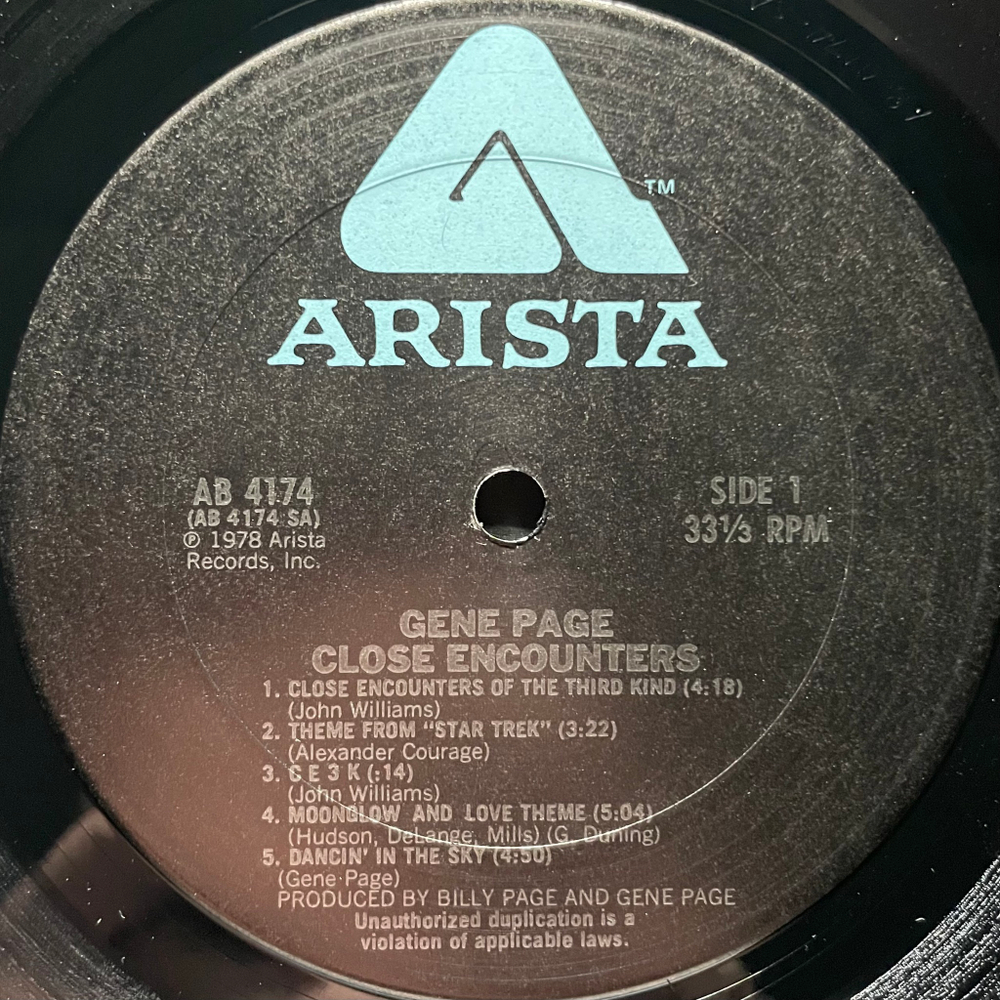 TM
ARISTA
AB 4174
(AB 4174 SA)
℗ 1978 Arista
Records, Inc.
SIDE 1
33⅓ RPM
GENE PAGE
CLOSE ENCOUNTERS
1. CLOSE ENCOUNTERS OF THE THIRD KIND (4:18)
(John Williams)
2. THEME FROM “STAR TREK” (3:22)
(Alexander Courage)
3. C E 3 K (:14)
(John Williams)
4. MOONGLOW AND LOVE THEME (5:04)
(Hudson, DeLange, Mills) (G. Duning)
5. DANCIN' IN THE SKY (4:50)
(Gene Page)
PRODUCED BY BILLY PAGE AND GENE PAGE
Unauthorized duplication is a
violation of applicable laws.